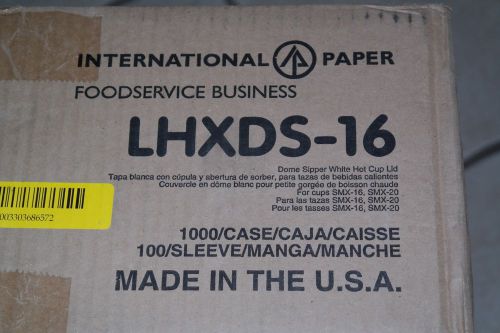 INTERNATIONAL PAPER
FOODSERVICE BUSINESS
LHXDS-16
Dome Sipper White Hot Cup Lid
Tapa blanca con cúpula y abertura de sorber, para tazas de bebidas calientes
Couvercle en dôme blanc pour petite gorgée de boisson chaude
For cups SMX-16, SMX-20
Para las tazas SMX-16, SMX-20
Pour les tasses SMX-16, SMX-20
003303686572
1000/CASE/CAJA/CAISSE
100/SLEEVE/MANGA/MANCHE
MADE IN THE U.S.A.